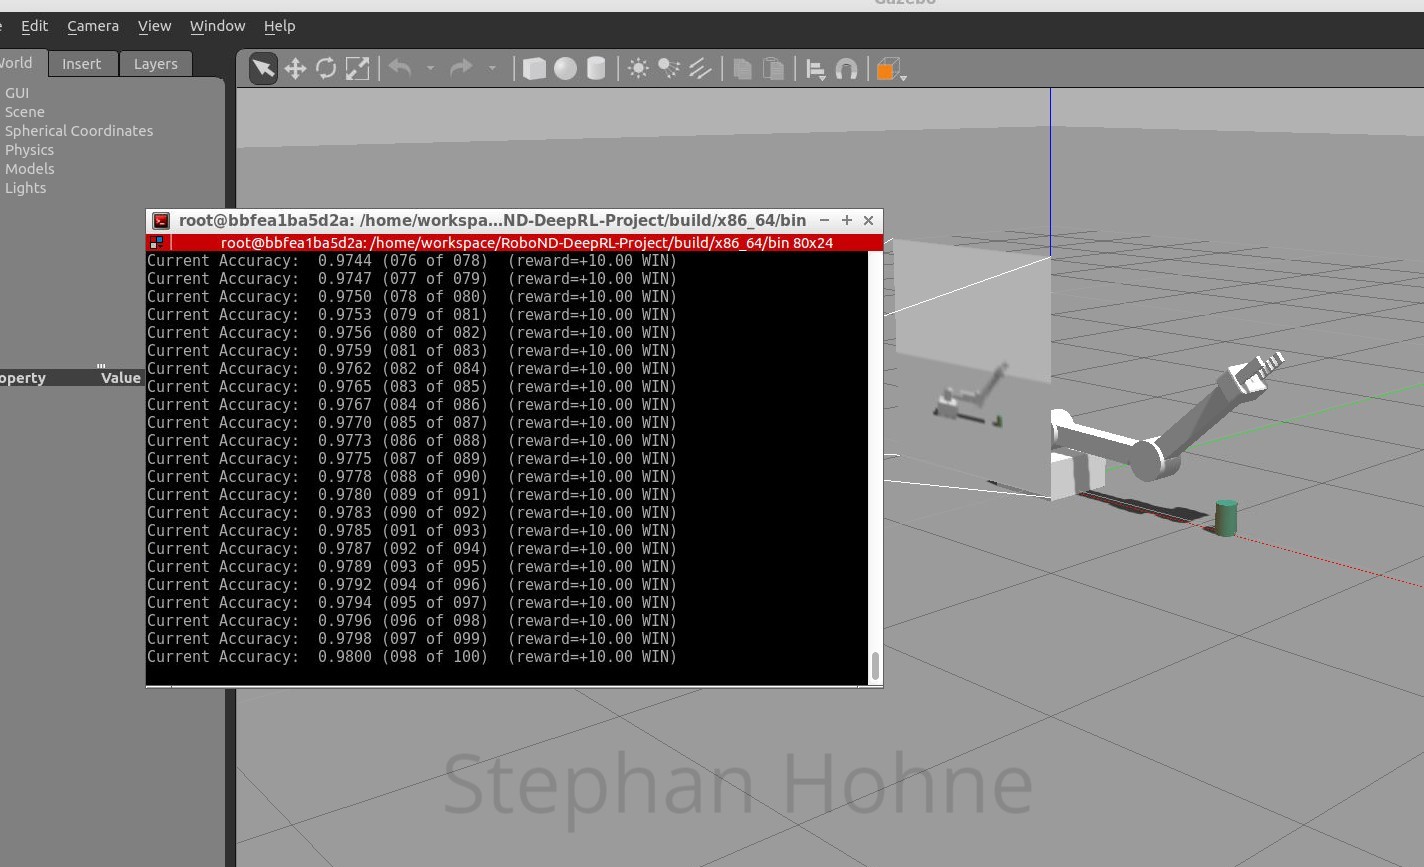 Gazebo
Edit Camera View Window Help
World Insert Layers
GUI
Scene
Spherical Coordinates
Physics
Models
Lights
Property Value
root@bbfea1ba5d2a: /home/workspa...ND-DeepRL-Project/build/x86_64/bin
root@bbfea1ba5d2a: /home/workspace/RoboND-DeepRL-Project/build/x86_64/bin 80x24
Current Accuracy:  0.9744 (076 of 078)  (reward=+10.00 WIN)
Current Accuracy:  0.9747 (077 of 079)  (reward=+10.00 WIN)
Current Accuracy:  0.9750 (078 of 080)  (reward=+10.00 WIN)
Current Accuracy:  0.9753 (079 of 081)  (reward=+10.00 WIN)
Current Accuracy:  0.9756 (080 of 082)  (reward=+10.00 WIN)
Current Accuracy:  0.9759 (081 of 083)  (reward=+10.00 WIN)
Current Accuracy:  0.9762 (082 of 084)  (reward=+10.00 WIN)
Current Accuracy:  0.9765 (083 of 085)  (reward=+10.00 WIN)
Current Accuracy:  0.9767 (084 of 086)  (reward=+10.00 WIN)
Current Accuracy:  0.9770 (085 of 087)  (reward=+10.00 WIN)
Current Accuracy:  0.9773 (086 of 088)  (reward=+10.00 WIN)
Current Accuracy:  0.9775 (087 of 089)  (reward=+10.00 WIN)
Current Accuracy:  0.9778 (088 of 090)  (reward=+10.00 WIN)
Current Accuracy:  0.9780 (089 of 091)  (reward=+10.00 WIN)
Current Accuracy:  0.9783 (090 of 092)  (reward=+10.00 WIN)
Current Accuracy:  0.9785 (091 of 093)  (reward=+10.00 WIN)
Current Accuracy:  0.9787 (092 of 094)  (reward=+10.00 WIN)
Current Accuracy:  0.9789 (093 of 095)  (reward=+10.00 WIN)
Current Accuracy:  0.9792 (094 of 096)  (reward=+10.00 WIN)
Current Accuracy:  0.9794 (095 of 097)  (reward=+10.00 WIN)
Current Accuracy:  0.9796 (096 of 098)  (reward=+10.00 WIN)
Current Accuracy:  0.9798 (097 of 099)  (reward=+10.00 WIN)
Current Accuracy:  0.9800 (098 of 100)  (reward=+10.00 WIN)
Stephan Hohne